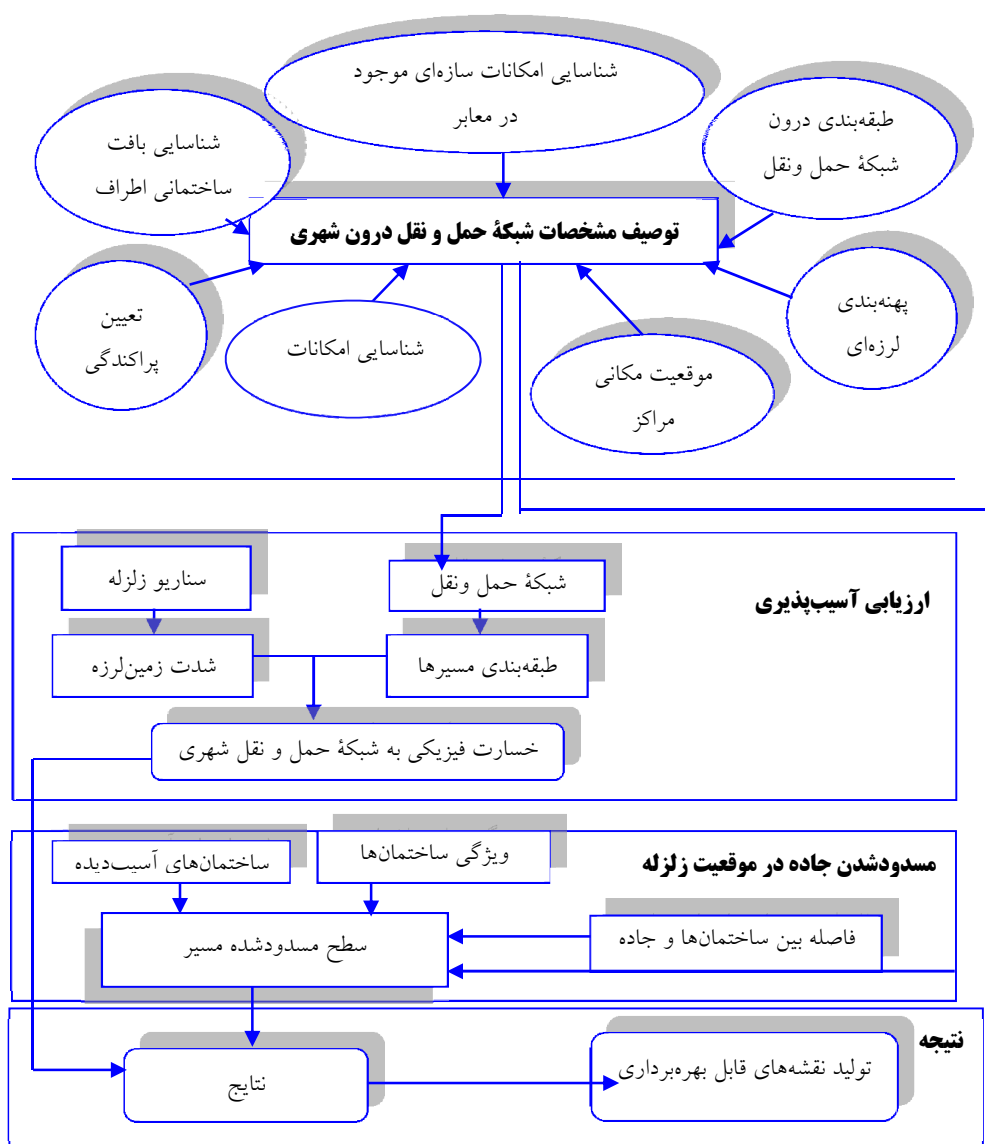 شناسایی امکانات سازه‌ای موجود
در معابر
طبقه‌بندی درون
شبکهٔ حمل ونقل
شناسایی بافت
ساختمانی اطراف
توصیف مشخصات شبکهٔ حمل و نقل درون شهری
پهنه‌بندی
لرزه‌ای
موقعیت مکانی
مراکز
شناسایی امکانات
تعیین
پراکندگی
ارزیابی آسیب‌پذیری
شبکهٔ حمل ونقل
سناریو زلزله
طبقه‌بندی مسیرها
شدت زمین‌لرزه
خسارت فیزیکی به شبکهٔ حمل و نقل شهری
مسدودشدن جاده در موقعیت زلزله
ویژگی ساختمان‌ها
ساختمان‌های آسیب‌دیده
فاصله بین ساختمان‌ها و جاده
سطح مسدودشده مسیر
نتیجه
تولید نقشه‌های قابل بهره‌برداری
نتایج